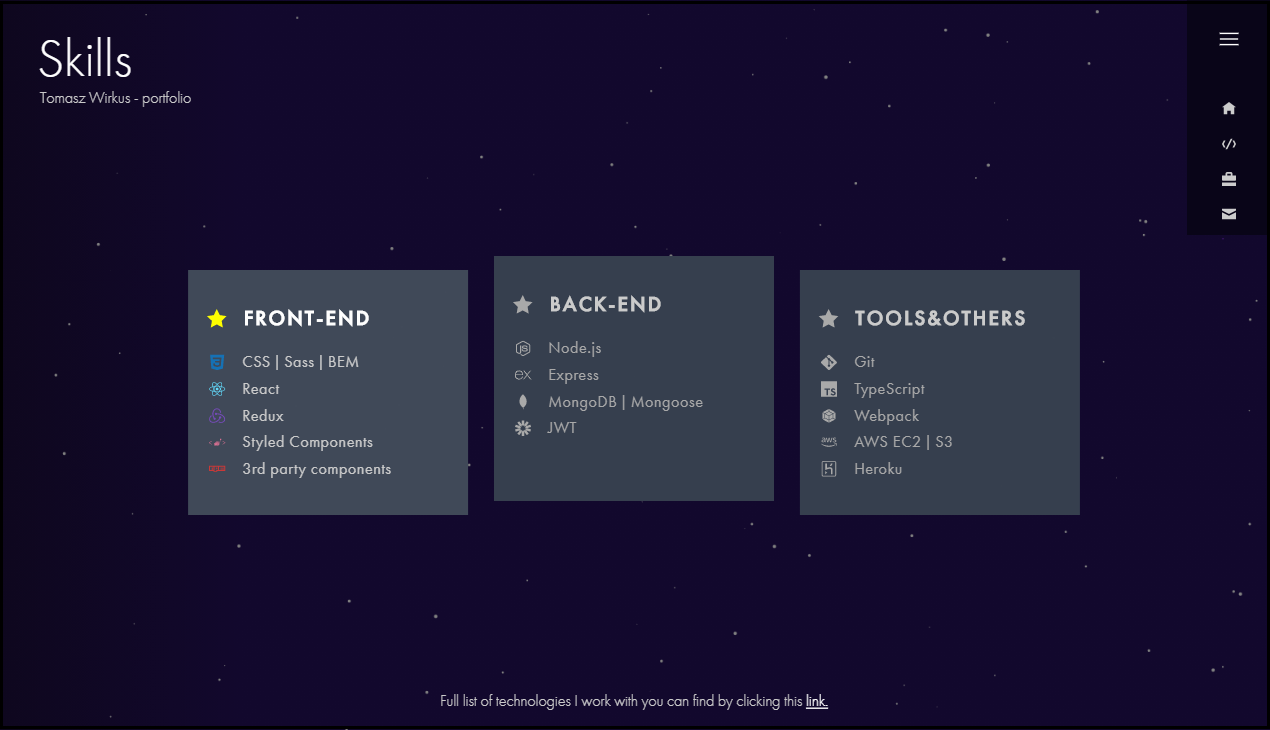 Skills
Tomasz Wirkus - portfolio
FRONT-END
CSS | Sass | BEM
React
Redux
Styled Components
3rd party components
BACK-END
Node.js
Express
MongoDB | Mongoose
JWT
TOOLS&OTHERS
Git
TypeScript
Webpack
AWS EC2 | S3
Heroku
Full list of technologies I work with you can find by clicking this link.